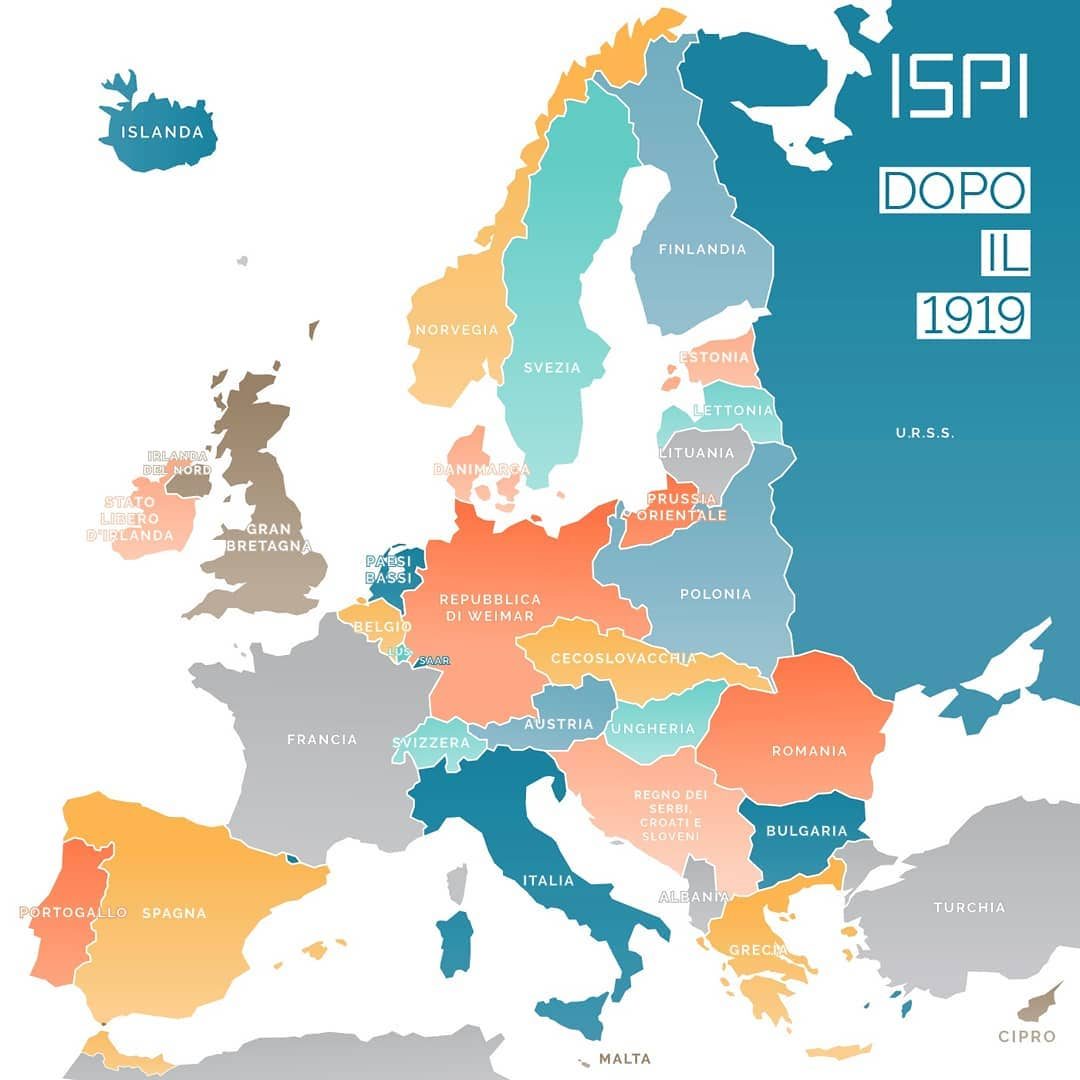 ISPI
DOPO
IL
1919
ISLANDA
FINLANDIA
NORVEGIA
SVEZIA
ESTONIA
LETTONIA
U.R.S.S.
LITUANIA
IRLANDA
DEL NORD
DANIMARCA
STATO
LIBERO
D'IRLANDA
PRUSSIA
ORIENTALE
GRAN
BRETAGNA
PAESI
BASSI
REPUBBLICA
DI WEIMAR
POLONIA
BELGIO
LUS
SAAR
CECOSLOVACCHIA
AUSTRIA
UNGHERIA
FRANCIA
SVIZZERA
ROMANIA
REGNO DEI
SERBI,
CROATI E
SLOVENI
BULGARIA
ITALIA
ALBANIA
PORTOGALLO
SPAGNA
TURCHIA
GRECIA
CIPRO
MALTA